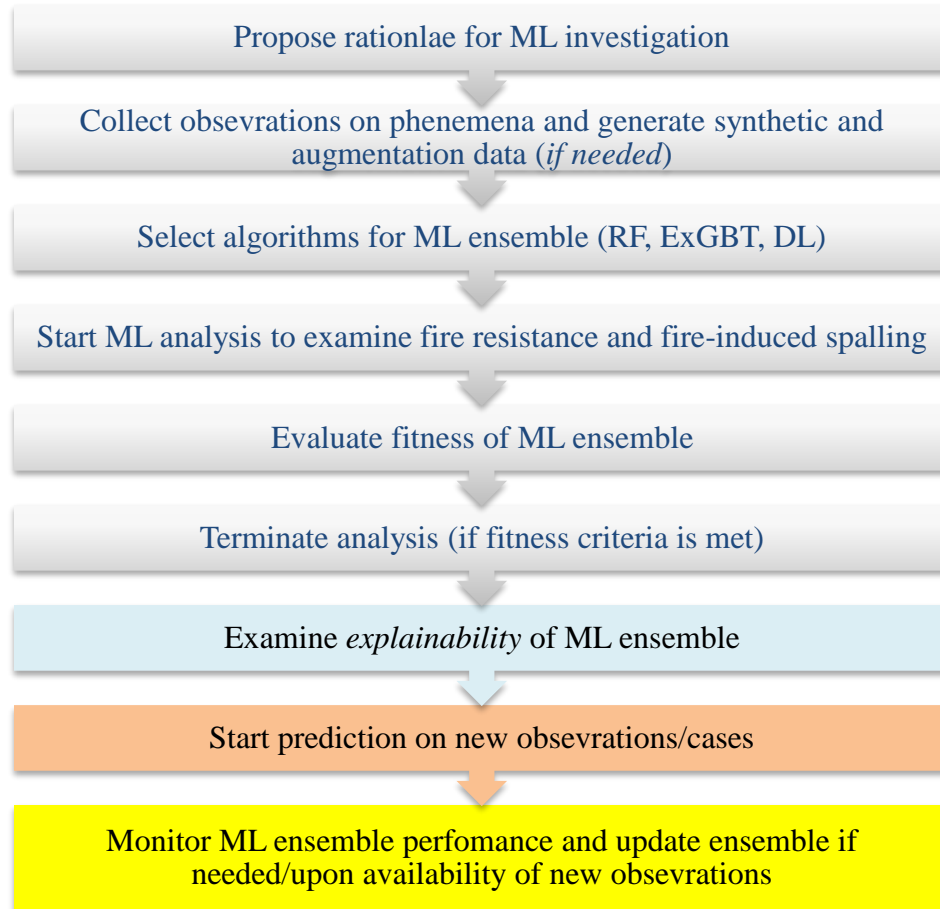 Propose rationlae for ML investigation
Collect obsevrations on phenemena and generate synthetic and
augmentation data (if needed)
Select algorithms for ML ensemble (RF, ExGBT, DL)
Start ML analysis to examine fire resistance and fire-induced spalling
Evaluate fitness of ML ensemble
Terminate analysis (if fitness criteria is met)
Examine explainability of ML ensemble
Start prediction on new obsevrations/cases
Monitor ML ensemble perfomance and update ensemble if
needed/upon availability of new obsevrations